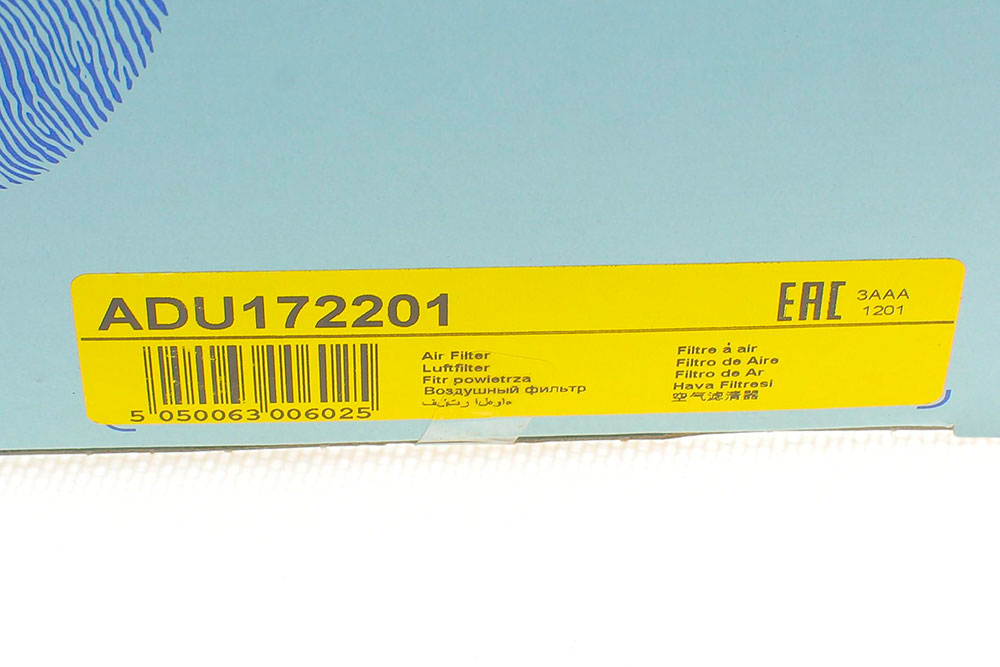 ADU172201
EAC
3AAA
1201
5 050063 006025
Air Filter
Luftfilter
Fitr powietrza
Воздушный фильтр
Filtre à air
Filtro de Aire
Filtro de Ar
Hava Filtresi
空气滤清器